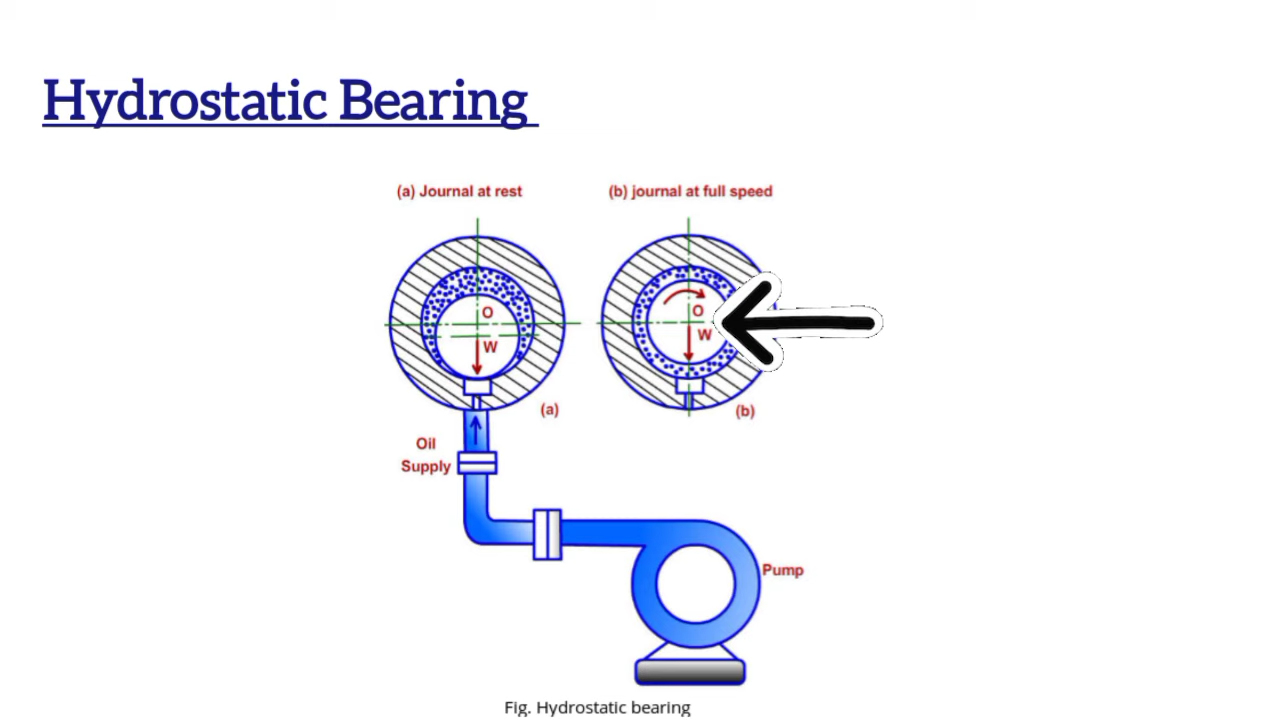 Hydrostatic Bearing
(a) Journal at rest
(b) journal at full speed
O
W
O
W
(a)
(b)
Oil
Supply
Pump
Fig. Hydrostatic bearing